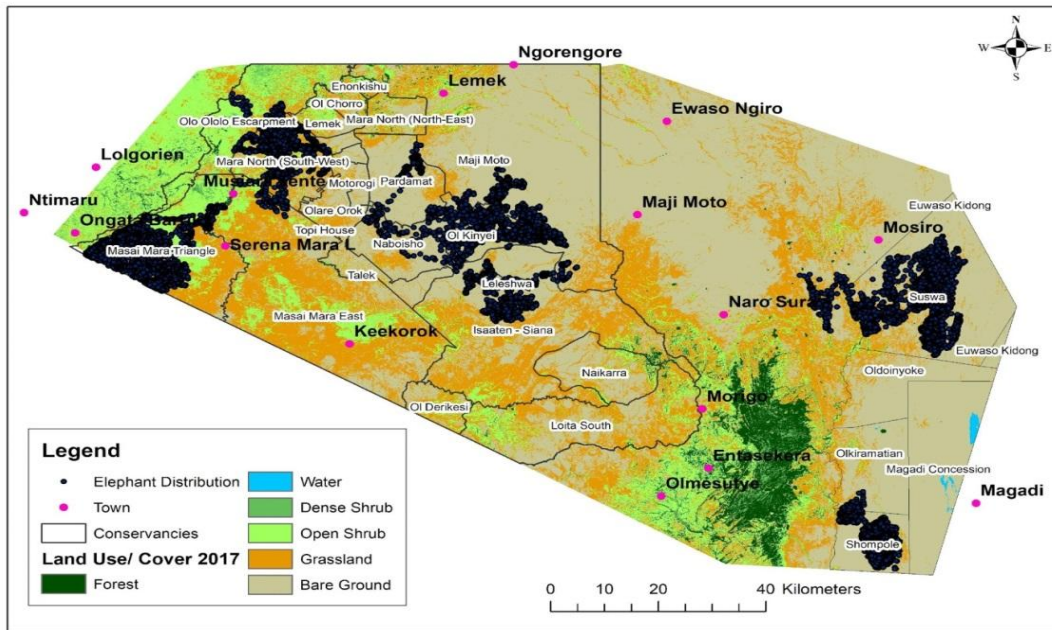 N
W E
S
Ngorengore
Enonkishu
Lemek
Ol Chorro
Ewaso Ngiro
Olo Ololo Escarpment
Lemek
Mara North (North-East)
Mara North (South-West)
Maji Moto
Lolgorien
Motorogi
Pardamat
Ntimaru
Olare Orok
Maji Moto
Euwaso Kidong
Topi House
Ol Kinyei
Mosiro
Masai Mara Triangle
Serena Mara L
Naboisho
Talek
Leleshwa
Suswa
Masai Mara East
Naro Sura
Isaaten - Siana
Keekorok
Euwaso Kidong
Naikarra
Oldoinyoke
Ol Derikesi
Morigo
Loita South
Olkiramatian
Entasekera
Magadi Concession
Olmesutye
Magadi
Shompole
Legend
Elephant Distribution
Town
Conservancies
Land Use/ Cover 2017
Forest
Water
Dense Shrub
Open Shrub
Grassland
Bare Ground
0 10 20 40 Kilometers